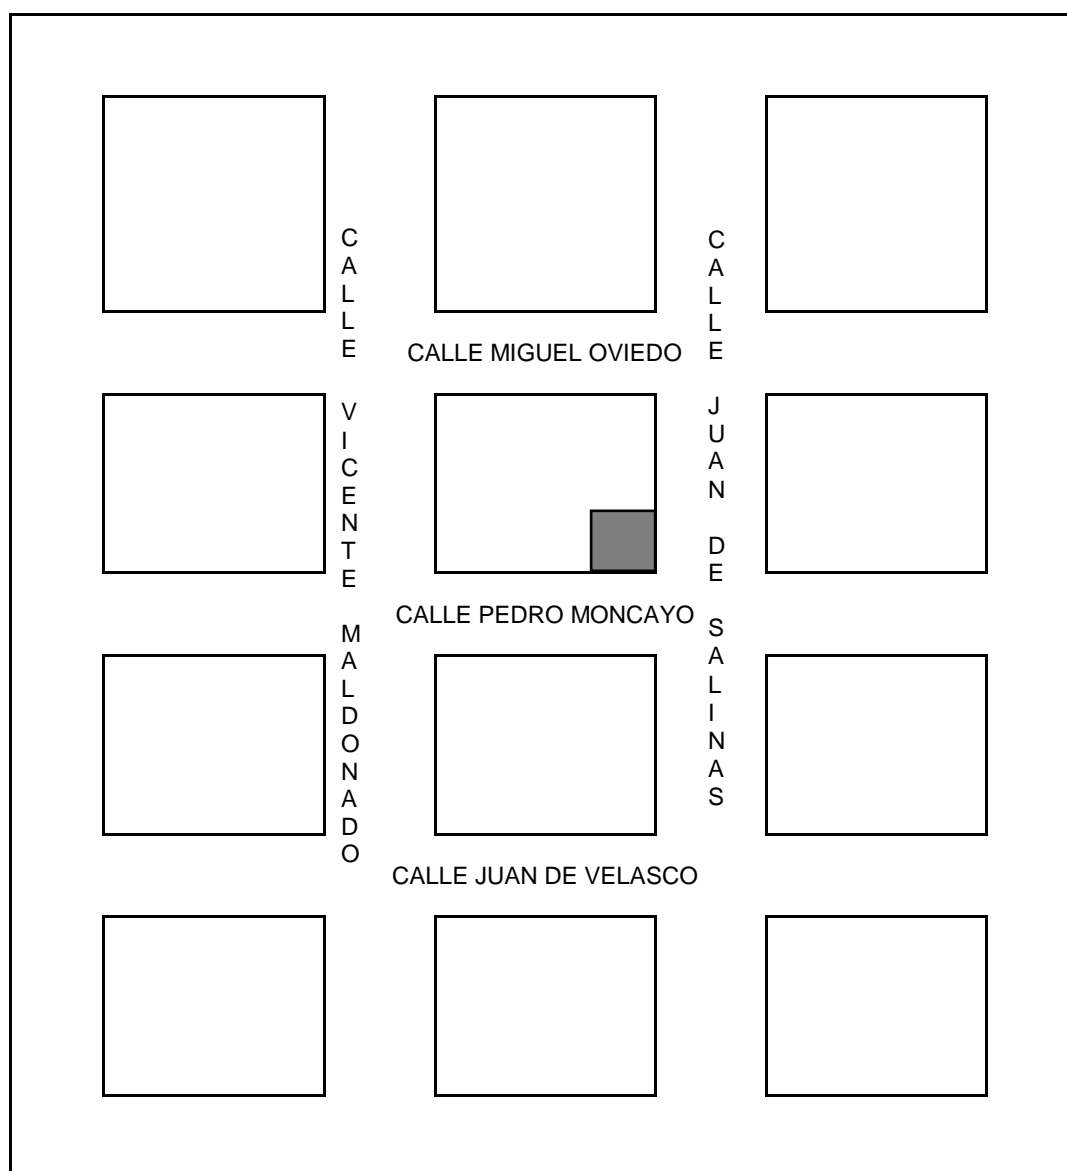 CALLE VICENTE MALDONADO
CALLE JUAN DE SALINAS
CALLE MIGUEL OVIEDO
CALLE PEDRO MONCAYO
CALLE JUAN DE VELASCO